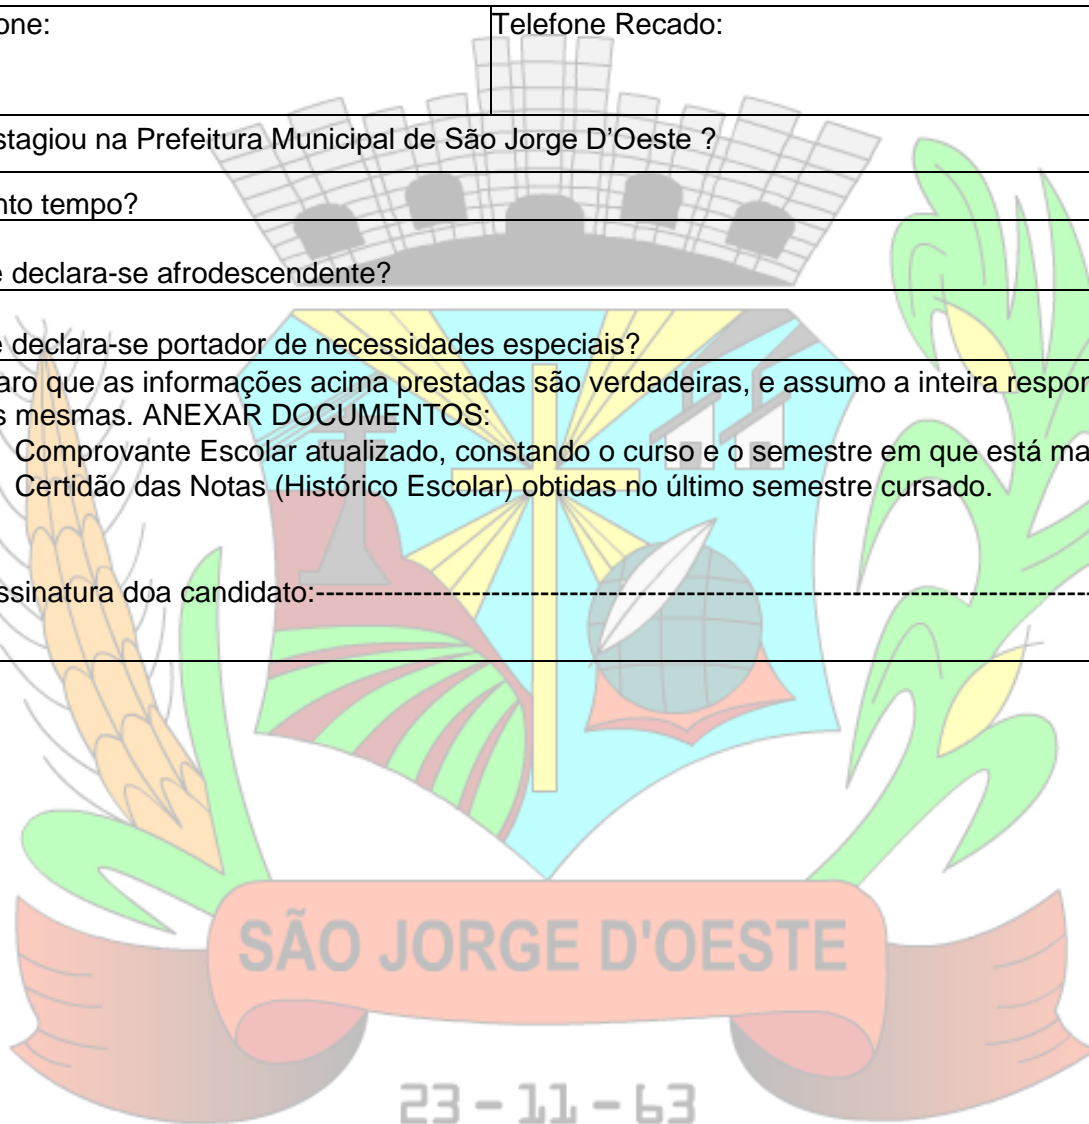 one:
Telefone Recado:
stagiou na Prefeitura Municipal de São Jorge D’Oeste ?
nto tempo?
e declara-se afrodescendente?
e declara-se portador de necessidades especiais?
aro que as informações acima prestadas são verdadeiras, e assumo a inteira respon
s mesmas. ANEXAR DOCUMENTOS:
Comprovante Escolar atualizado, constando o curso e o semestre em que está ma
Certidão das Notas (Histórico Escolar) obtidas no último semestre cursado.
ssinatura doa candidato:--------------------------------------------------------------------------------
SÃO JORGE D'OESTE
23 – 11 – 63